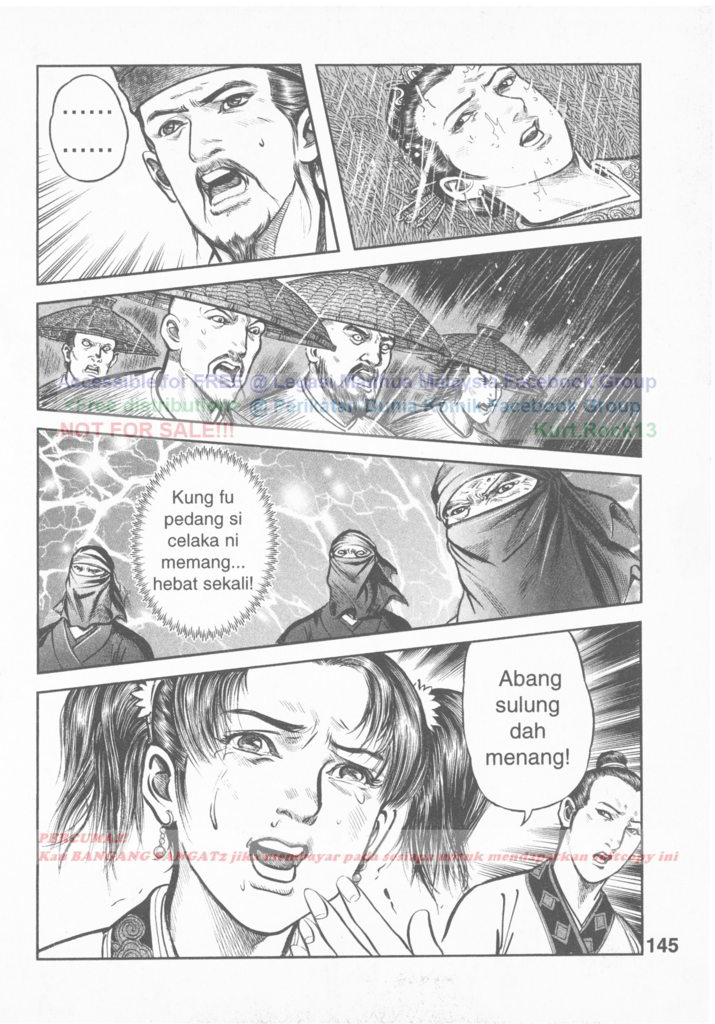 ......
......
Accessible for FREE @ Legasi Manhua Malaysia Facebook Group
#Free distribution @ Perikatan Dunia Komik Facebook Group
NOT FOR SALE!!! Kurt.Rock13
Kung fu
pedang si
celaka ni
memang...
hebat sekali!
Abang
sulung
dah
menang!
PERCUMA!!
Kau BANGANG SANGATz jika membayar pada sesiapa untuk mendapatkan softcopy ini
145